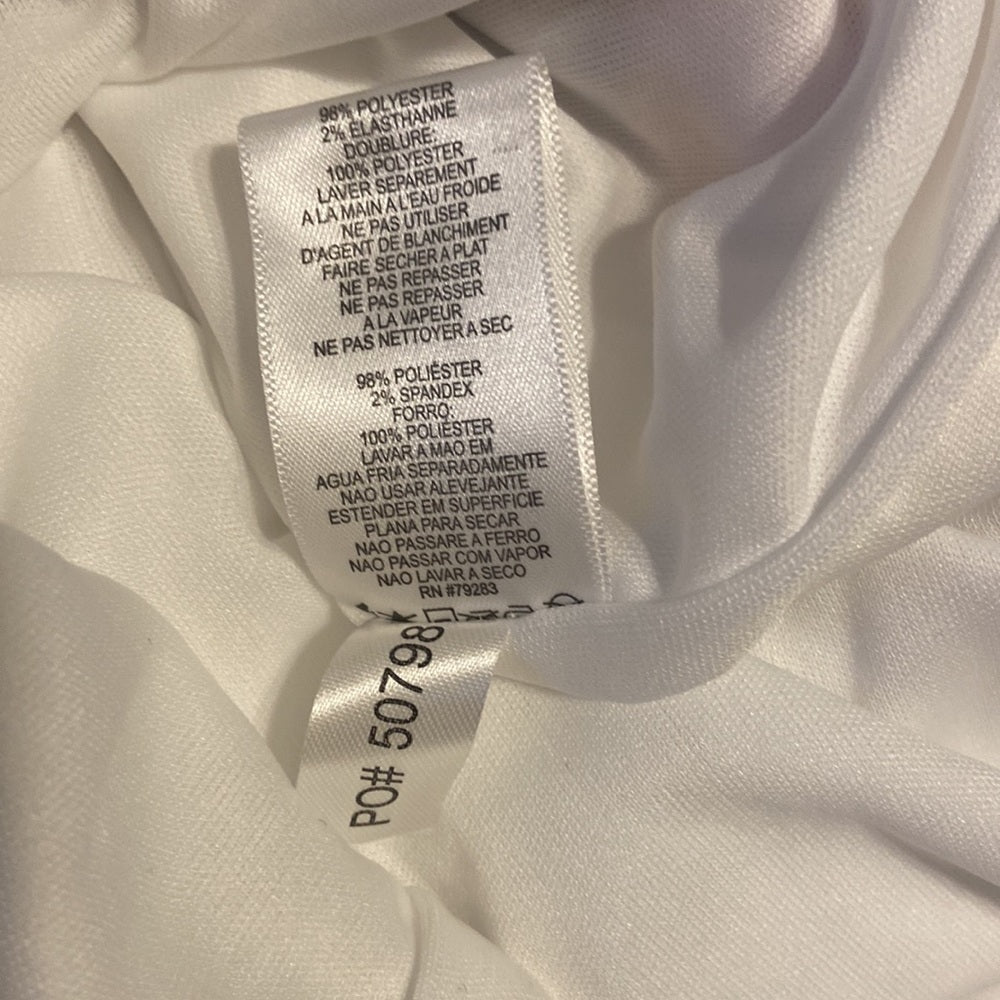 98% POLYESTER
2% ELASTHANNE
DOUBLURE:
100% POLYESTER
LAVER SEPAREMENT
A LA MAIN A L'EAU FROIDE
NE PAS UTILISER
D'AGENT DE BLANCHIMENT
FAIRE SECHER A PLAT
NE PAS REPASSER
NE PAS REPASSER
A LA VAPEUR
NE PAS NETTOYER A SEC
98% POLIÉSTER
2% SPANDEX
FORRO:
100% POLIÉSTER
LAVAR A MAO EM
AGUA FRIA SEPARADAMENTE
NAO USAR ALEVEJANTE
ESTENDER EM SUPERFICIE
PLANA PARA SECAR
NAO PASSARE A FERRO
NAO PASSAR COM VAPOR
NAO LAVAR A SECO
RN #79283
PO# 50798